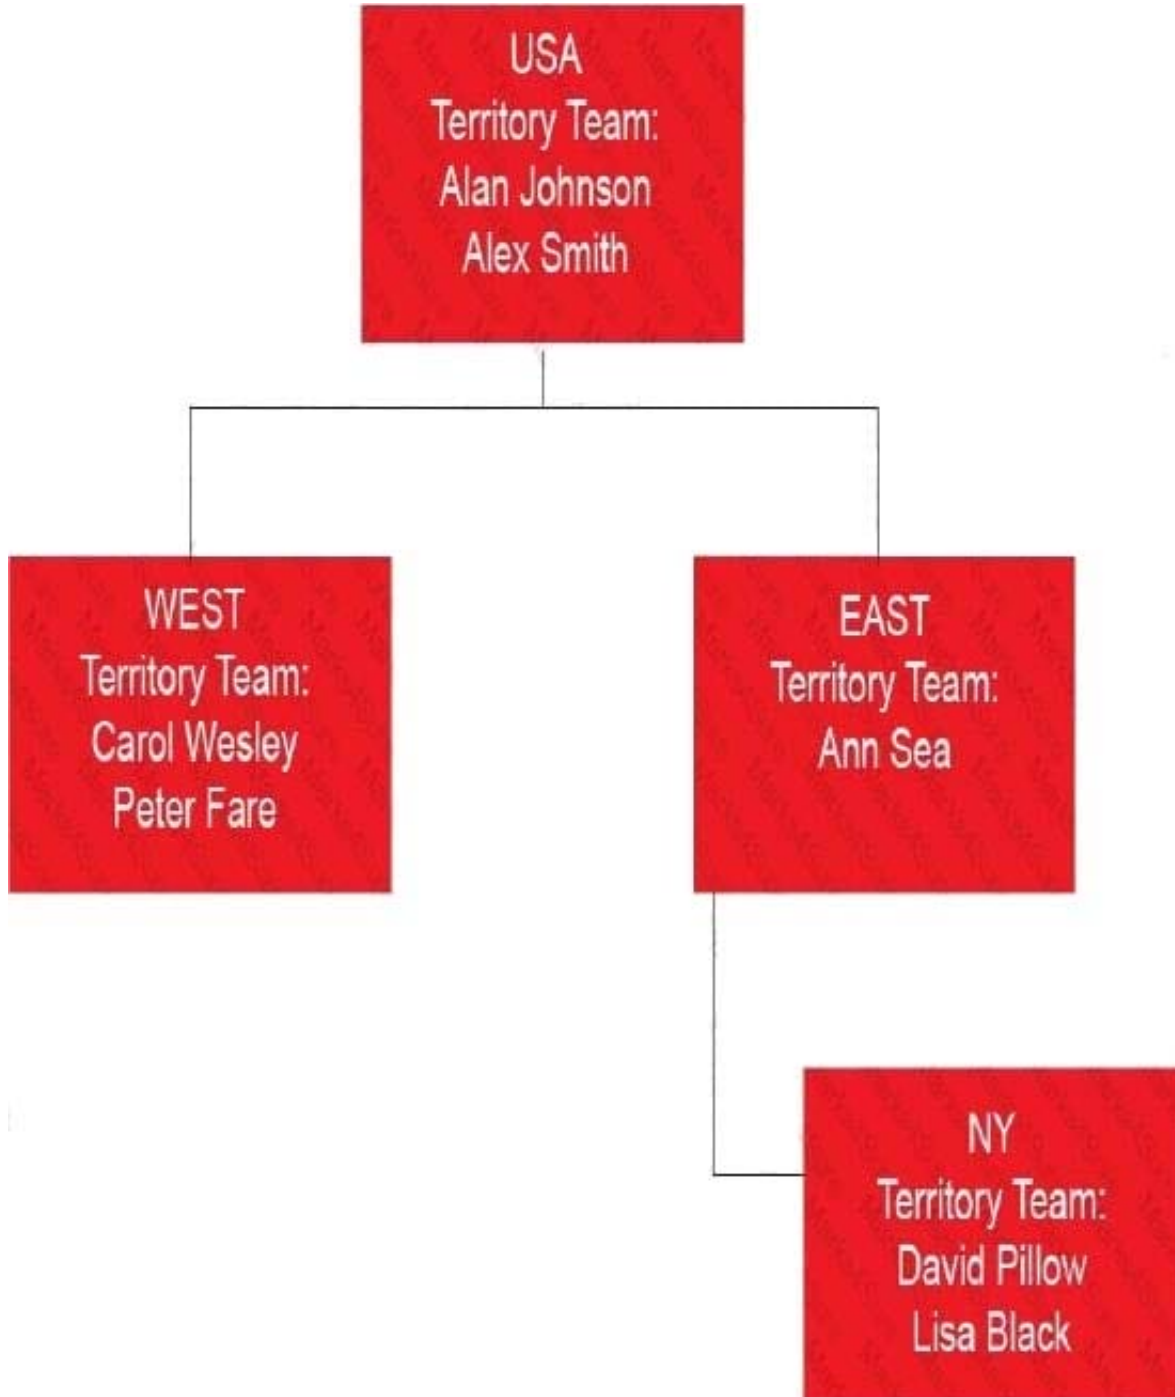 USA
Territory Team:
Alan Johnson
Alex Smith
WEST
Territory Team:
Carol Wesley
Peter Fare
EAST
Territory Team:
Ann Sea
NY
Territory Team:
David Pillow
Lisa Black